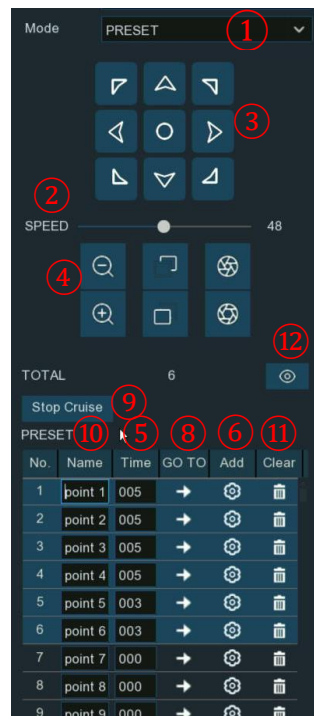 Mode PRESET ①
③
②
SPEED 48
④
⑫
TOTAL 6
Stop Cruise ⑨
PRESET ⑩ ⑤ ⑧ ⑥ ⑪
No. Name Time GO TO Add Clear
1 point 1 005
2 point 2 005
3 point 3 005
4 point 4 005
5 point 5 003
6 point 6 003
7 point 7 000
8 point 8 000
9 point 9 000